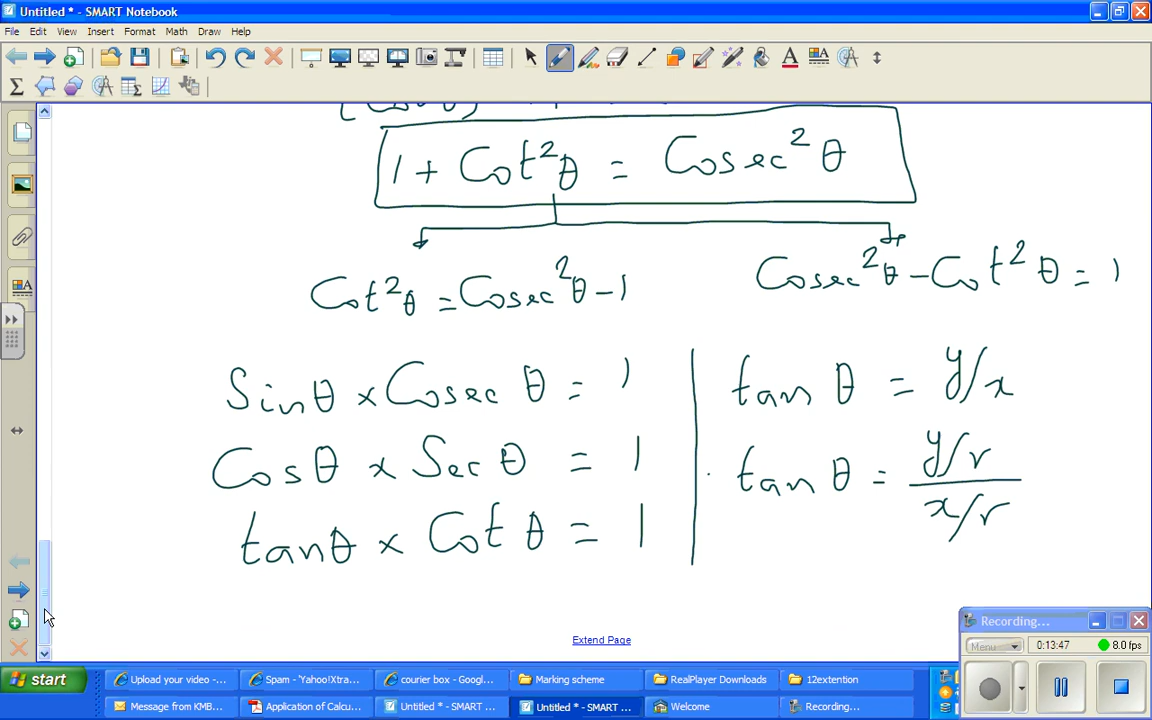 Untitled * - SMART Notebook
File Edit View Insert Format Math Draw Help
1 + Cot²θ = Cosec²θ
Cot²θ = Cosec²θ - 1
Cosec²θ - Cot²θ = 1
Sinθ × Cosec θ = 1
Cosθ × Sec θ = 1
tanθ × Cot θ = 1
tan θ = y/x
tan θ = y/r
x/r
Extend Page
Recording...
Menu 0:13:47 8.0 fps
start Upload your video -... Spam - 'Yahoo!Xtra... courier box - Googl... Marking scheme RealPlayer Downloads 12extention
Message from KMB... Application of Calcu... Untitled * - SMART ... Untitled * - SMART ... Welcome Recording...